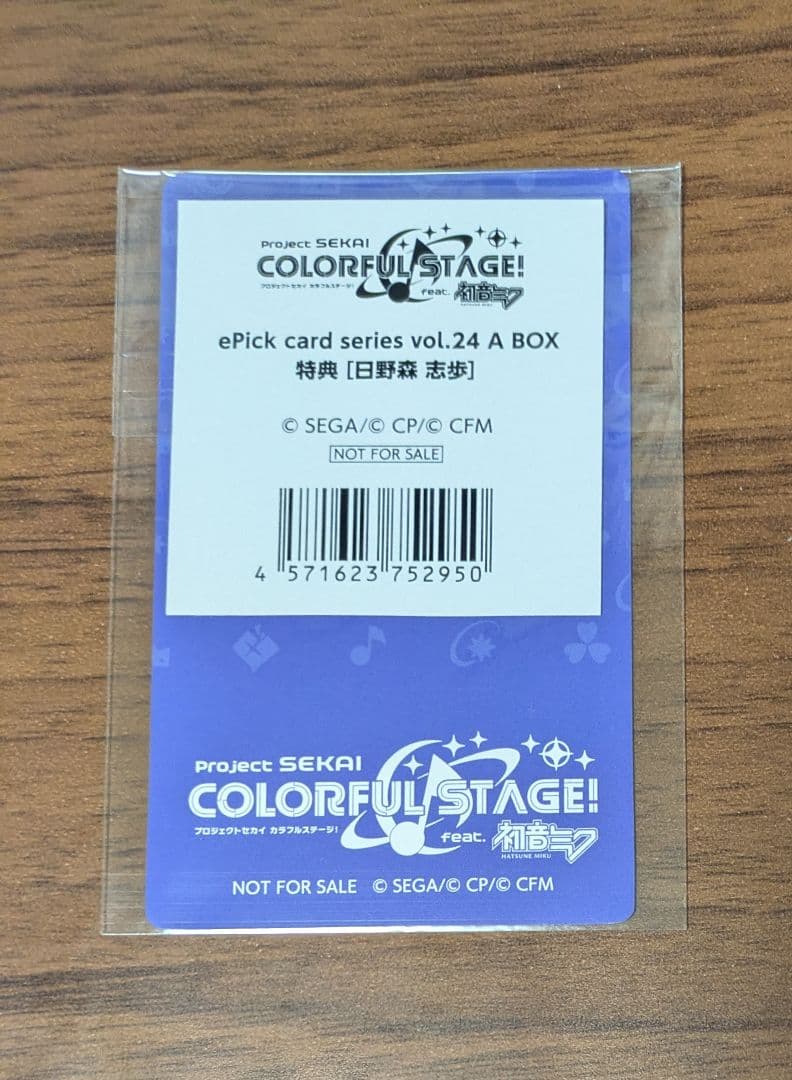 Project SEKAI
COLORFUL STAGE!
プロジェクトセカイ カラフルステージ! feat. 初音ミク
HATSUNE MIKU
ePick card series vol.24 A BOX
特典 [日野森 志歩]
© SEGA/© CP/© CFM
NOT FOR SALE
4 571623 752950
Project SEKAI
COLORFUL STAGE!
プロジェクトセカイ カラフルステージ! feat. 初音ミク
HATSUNE MIKU
NOT FOR SALE © SEGA/© CP/© CFM